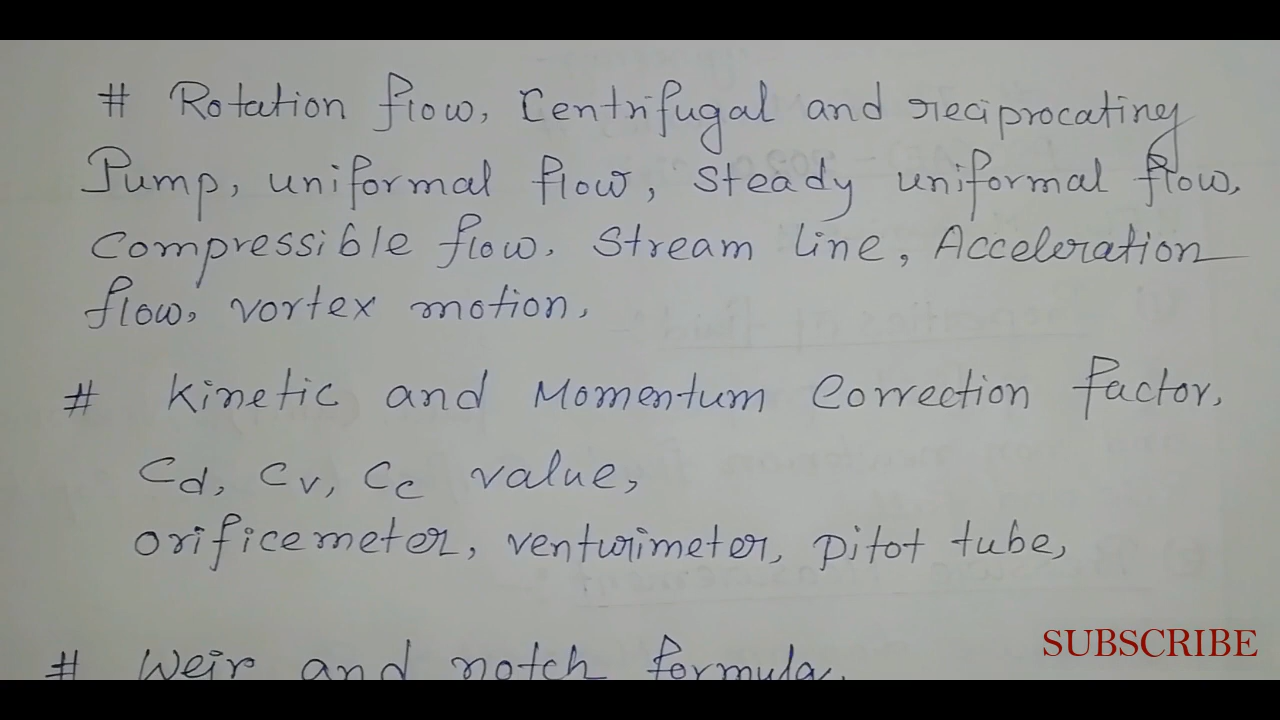 # Rotation flow, Centrifugal and reciprocating
Pump, uniformal flow, Steady uniformal flow,
Compressible flow. Stream line, Acceleration
flow, vortex motion.
# Kinetic and Momentum Correction factor,
Cd, Cv, Cc value,
orificemeter, venturimeter, pitot tube,
SUBSCRIBE
# Weir and notch formula.